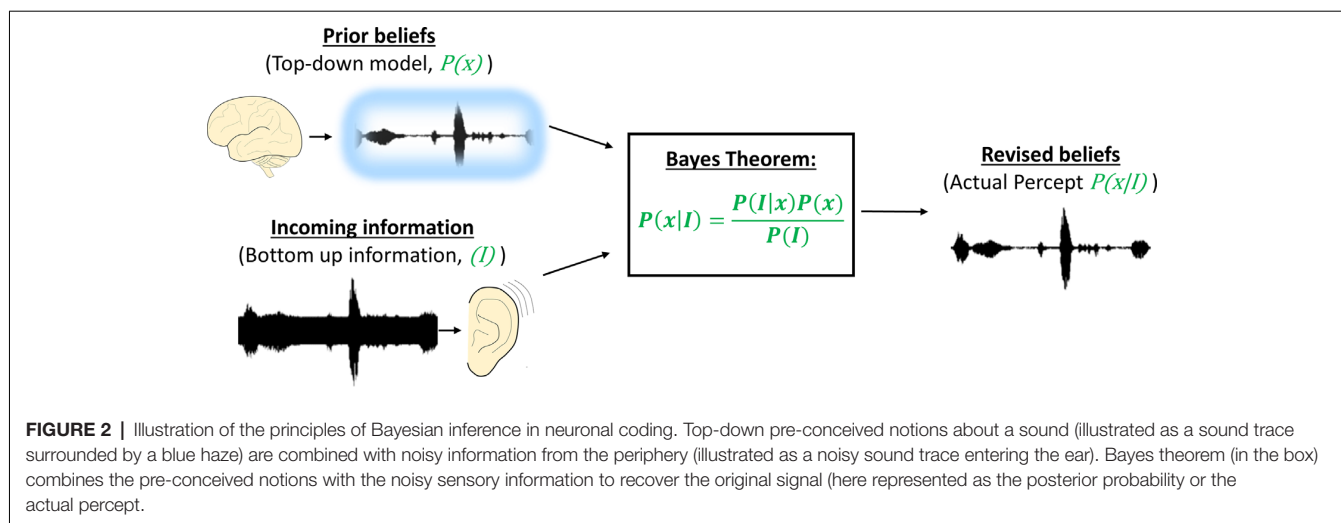 Prior beliefs
(Top-down model, P(x) )
Incoming information
(Bottom up information, (I) )
Bayes Theorem:
P(x|I) = P(I|x)P(x) / P(I)
Revised beliefs
(Actual Percept P(x/I) )
FIGURE 2 | Illustration of the principles of Bayesian inference in neuronal coding. Top-down pre-conceived notions about a sound (illustrated as a sound trace
surrounded by a blue haze) are combined with noisy information from the periphery (illustrated as a noisy sound trace entering the ear). Bayes theorem (in the box)
combines the pre-conceived notions with the noisy sensory information to recover the original signal (here represented as the posterior probability or the
actual percept.